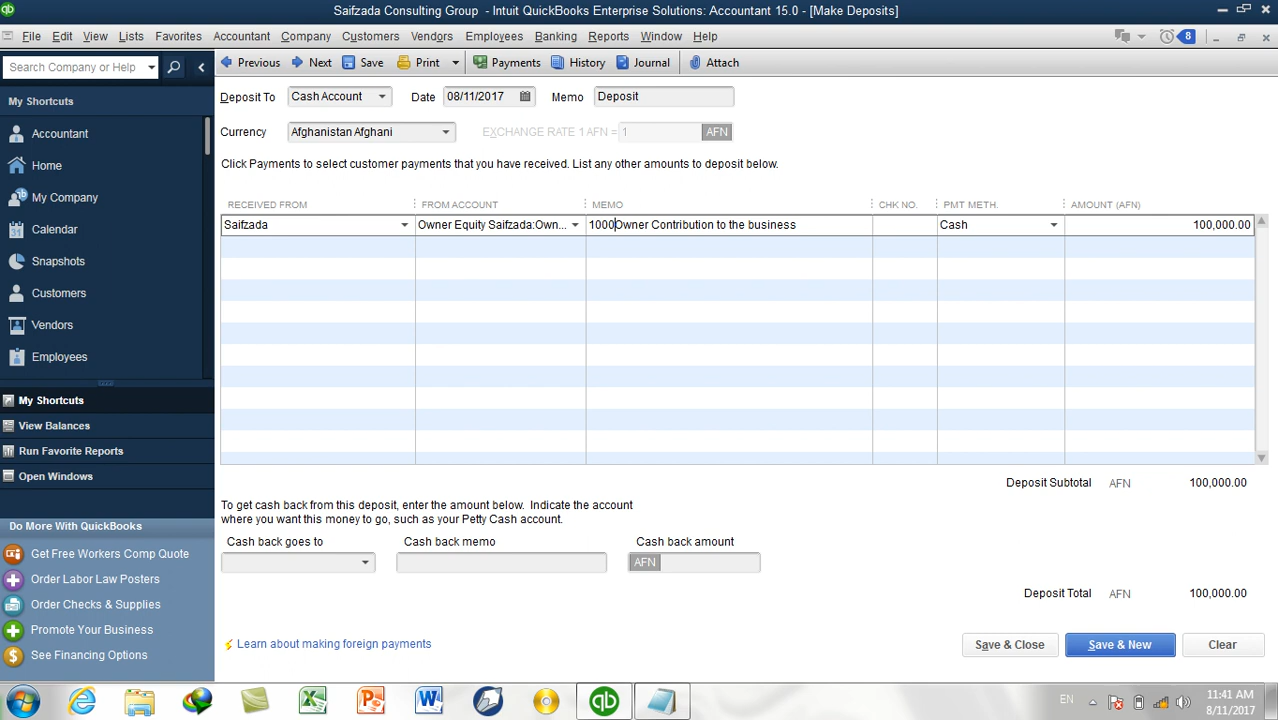 Saifzada Consulting Group - Intuit QuickBooks Enterprise Solutions: Accountant 15.0 - [Make Deposits]
File Edit View Lists Favorites Accountant Company Customers Vendors Employees Banking Reports Window Help 8
Search Company or Help
Previous Next Save Print Payments History Journal Attach
My Shortcuts
Accountant
Home
My Company
Calendar
Snapshots
Customers
Vendors
Employees
My Shortcuts
View Balances
Run Favorite Reports
Open Windows
Do More With QuickBooks
Get Free Workers Comp Quote
Order Labor Law Posters
Order Checks & Supplies
Promote Your Business
See Financing Options
Deposit To Cash Account Date 08/11/2017 Memo Deposit
Currency Afghanistan Afghani EXCHANGE RATE 1 AFN = 1 AFN
Click Payments to select customer payments that you have received. List any other amounts to deposit below.
RECEIVED FROM FROM ACCOUNT MEMO CHK NO. PMT METH. AMOUNT (AFN)
Saifzada Owner Equity Saifzada:Own... 1000Owner Contribution to the business Cash 100,000.00
Deposit Subtotal AFN 100,000.00
To get cash back from this deposit, enter the amount below. Indicate the account
where you want this money to go, such as your Petty Cash account.
Cash back goes to Cash back memo Cash back amount
AFN
Deposit Total AFN 100,000.00
Learn about making foreign payments
Save & Close Save & New Clear
EN 11:41 AM
8/11/2017